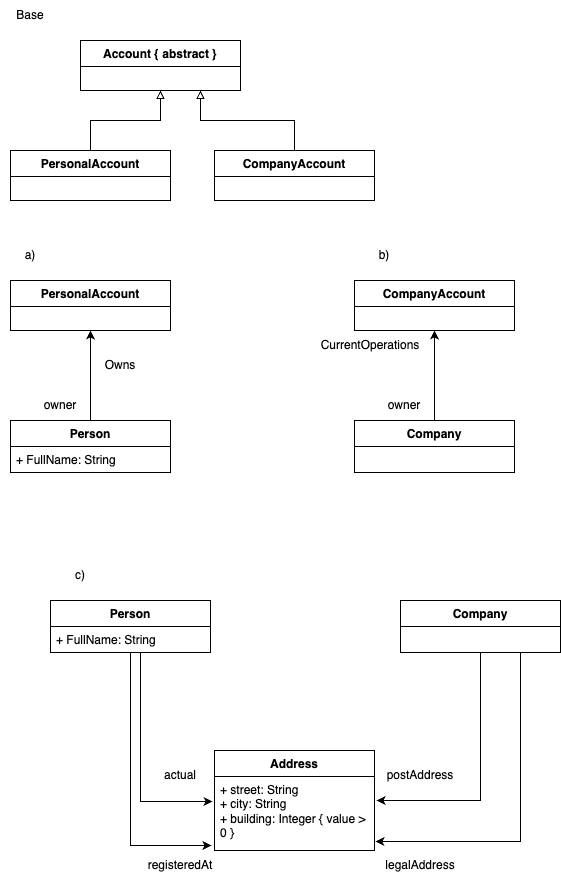 Base
Account { abstract }
PersonalAccount
CompanyAccount
a)
b)
PersonalAccount
CompanyAccount
CurrentOperations
Owns
owner
owner
Person
Company
+ FullName: String
c)
Person
Company
+ FullName: String
Address
actual
postAddress
+ street: String
+ city: String
+ building: Integer { value >
0 }
registeredAt
legalAddress